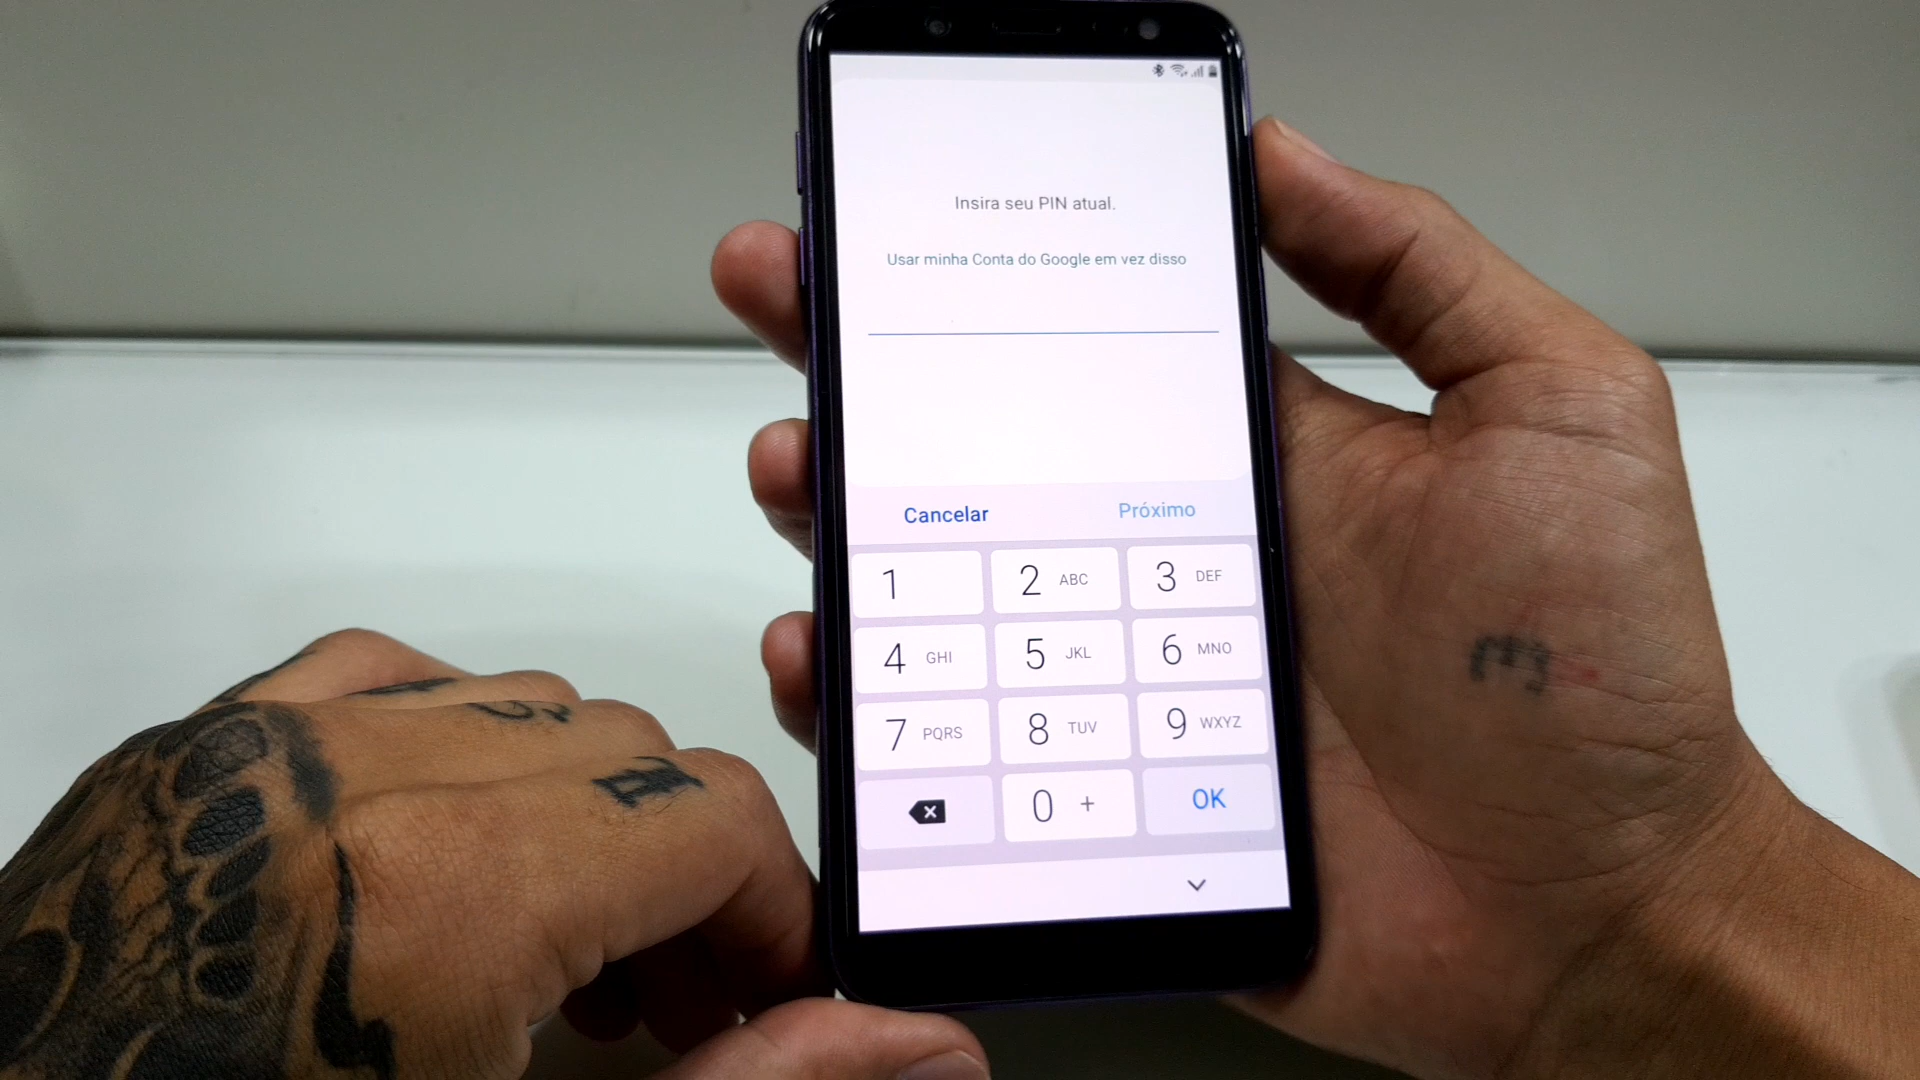 Insira seu PIN atual.
Usar minha Conta do Google em vez disso
Cancelar Próximo
1 2 ABC 3 DEF
4 GHI 5 JKL 6 MNO
7 PQRS 8 TUV 9 WXYZ
0 + OK